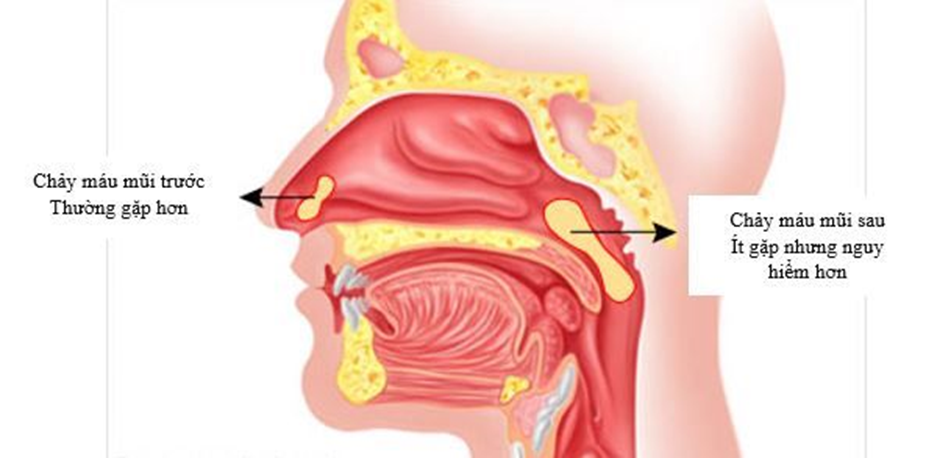 Chảy máu mũi trước
Thường gặp hơn
Chảy máu mũi sau
Ít gặp nhưng nguy
hiểm hơn